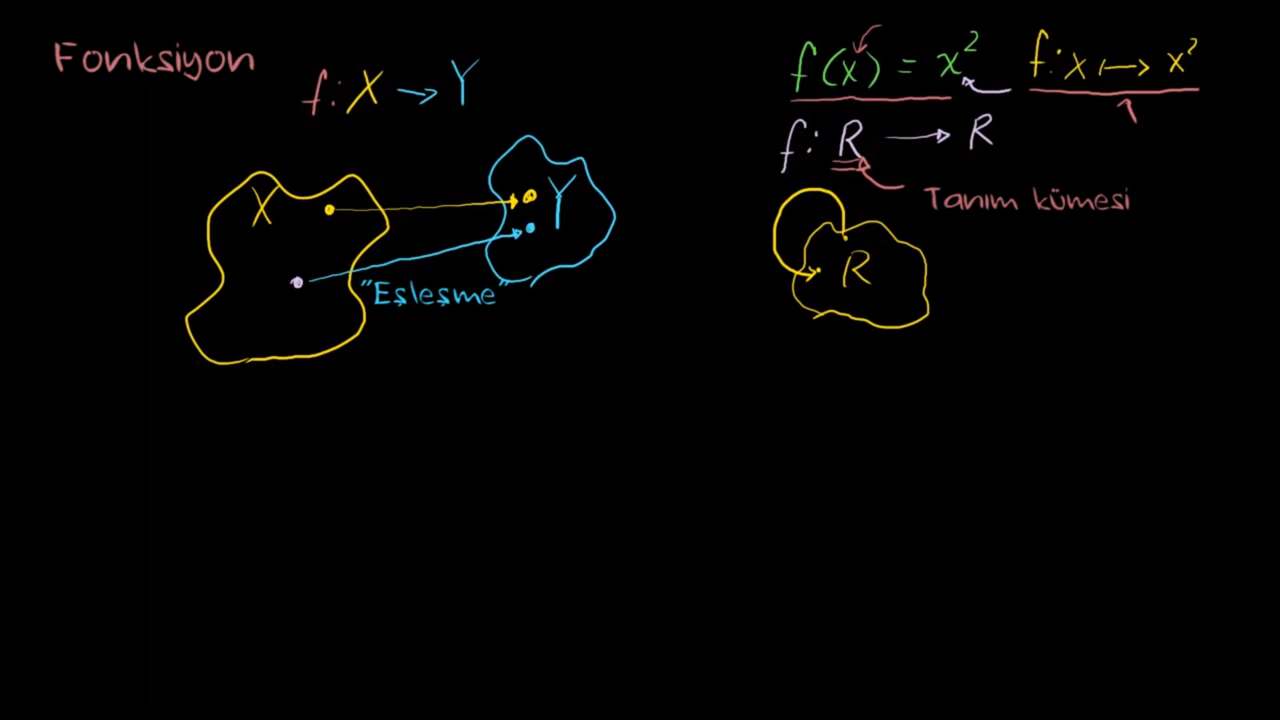 Fonksiyon
f: X → Y
X
Y
"Eşleşme"
f(x) = x² f: x ↦ x²
f: R → R
Tanım kümesi
R